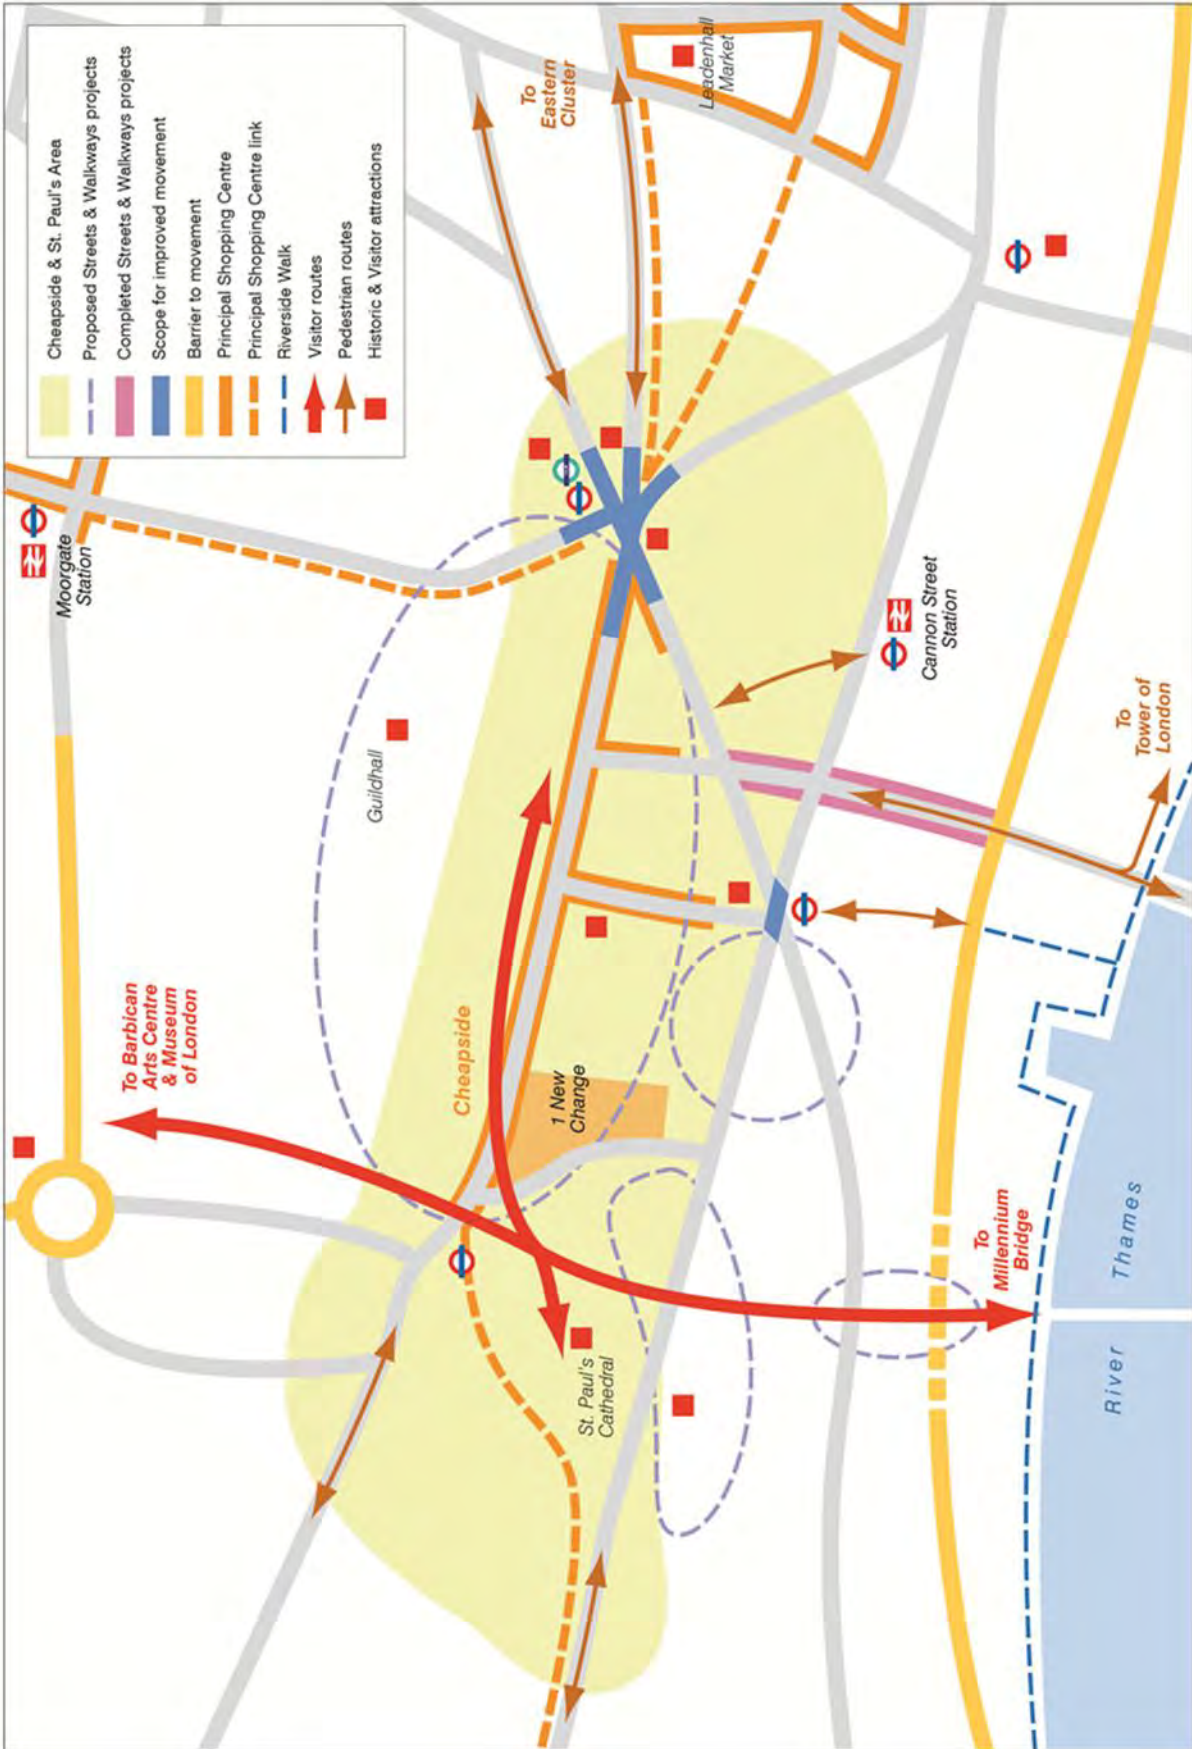 Cheapside & St. Paul's Area
Proposed Streets & Walkways projects
Completed Streets & Walkways projects
Scope for improved movement
Barrier to movement
Principal Shopping Centre
Principal Shopping Centre link
Riverside Walk
Visitor routes
Pedestrian routes
Historic & Visitor attractions
Moorgate
Station
To
Eastern
Cluster
Leadenhall
Market
Guildhall
To Barbican
Arts Centre
& Museum
of London
Cheapside
1 New
Change
St. Paul's
Cathedral
Cannon Street
Station
To
Tower of
London
To
Millennium
Bridge
River Thames